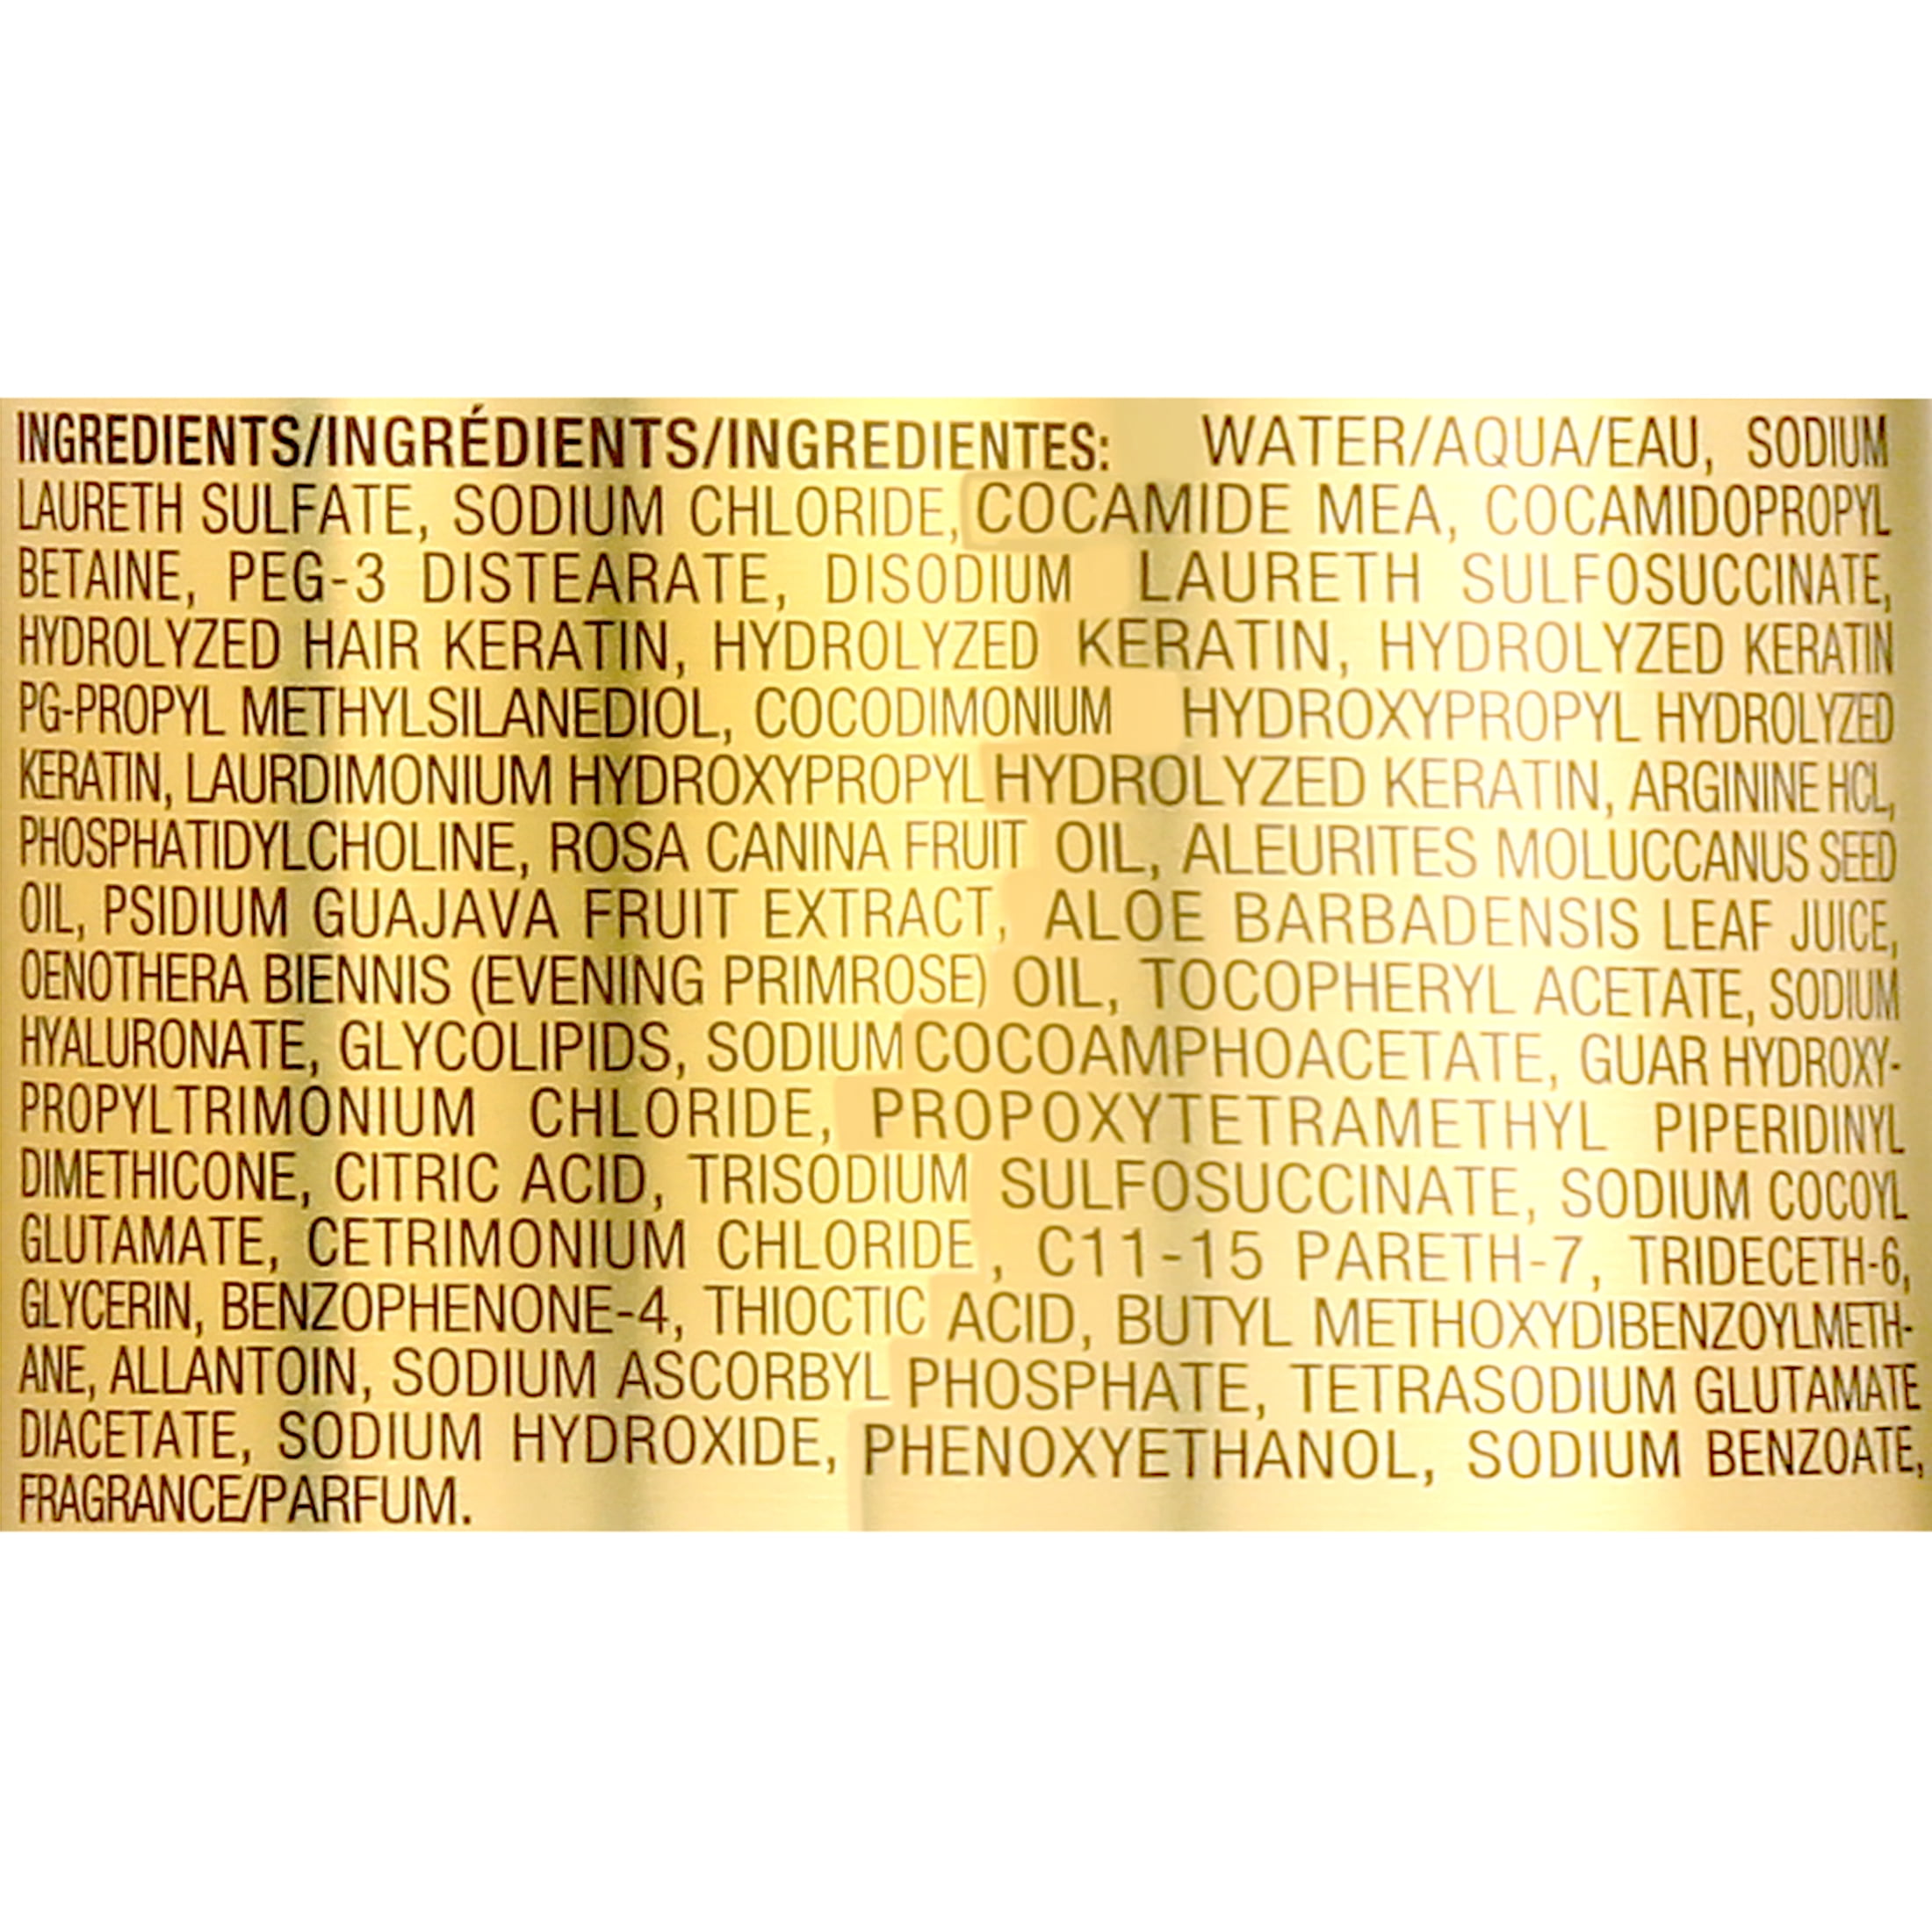 INGREDIENTS/INGRÉDIENTS/INGREDIENTES: WATER/AQUA/EAU, SODIUM
LAURETH SULFATE, SODIUM CHLORIDE, COCAMIDE MEA, COCAMIDOPROPYL
BETAINE, PEG-3 DISTEARATE, DISODIUM LAURETH SULFOSUCCINATE,
HYDROLYZED HAIR KERATIN, HYDROLYZED KERATIN, HYDROLYZED KERATIN
PG-PROPYL METHYLSILANEDIOL, COCODIMONIUM HYDROXYPROPYL HYDROLYZED
KERATIN, LAURDIMONIUM HYDROXYPROPYL HYDROLYZED KERATIN, ARGININE HCL,
PHOSPHATIDYLCHOLINE, ROSA CANINA FRUIT OIL, ALEURITES MOLUCCANUS SEED
OIL, PSIDIUM GUAJAVA FRUIT EXTRACT, ALOE BARBADENSIS LEAF JUICE,
OENOTHERA BIENNIS (EVENING PRIMROSE) OIL, TOCOPHERYL ACETATE, SODIUM
HYALURONATE, GLYCOLIPIDS, SODIUM COCOAMPHOACETATE, GUAR HYDROXY-
PROPYLTRIMONIUM CHLORIDE, PROPOXYTETRAMETHYL PIPERIDINYL
DIMETHICONE, CITRIC ACID, TRISODIUM SULFOSUCCINATE, SODIUM COCOYL
GLUTAMATE, CETRIMONIUM CHLORIDE, C11-15 PARETH-7, TRIDECETH-6,
GLYCERIN, BENZOPHENONE-4, THIOCTIC ACID, BUTYL METHOXYDIBENZOYLMETH-
ANE, ALLANTOIN, SODIUM ASCORBYL PHOSPHATE, TETRASODIUM GLUTAMATE
DIACETATE, SODIUM HYDROXIDE, PHENOXYETHANOL, SODIUM BENZOATE,
FRAGRANCE/PARFUM.